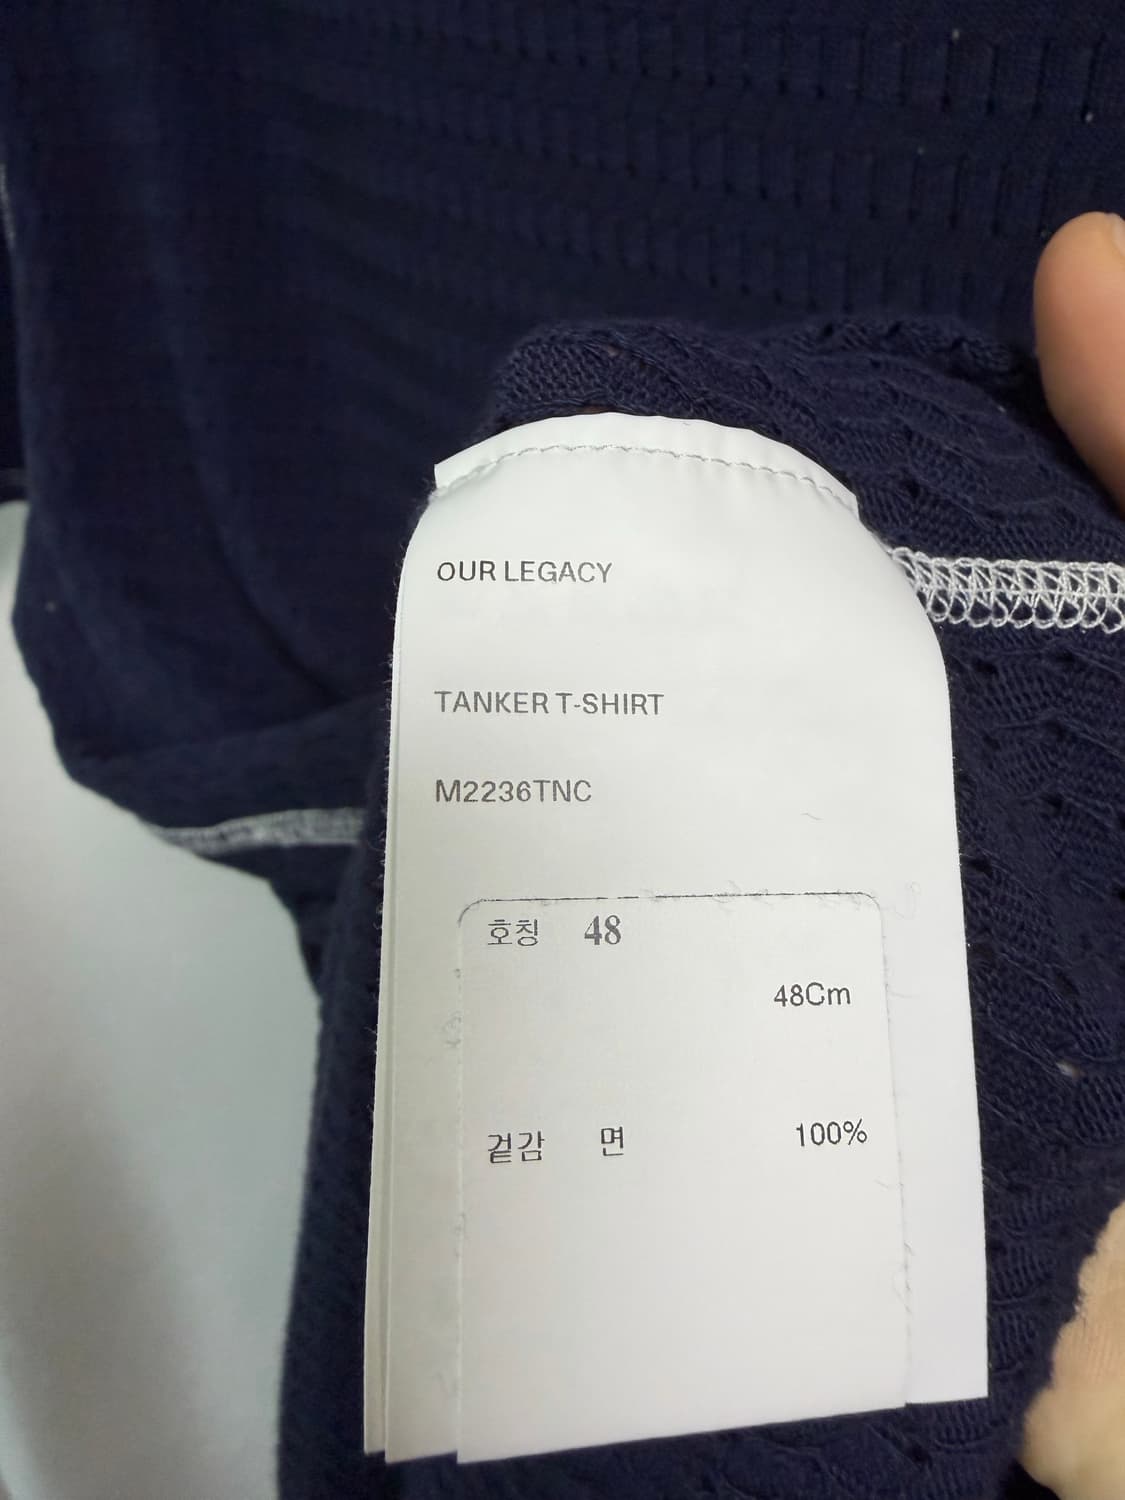 OUR LEGACY
TANKER T-SHIRT
M2236TNC
호칭 48
48Cm
겉감 면 100%